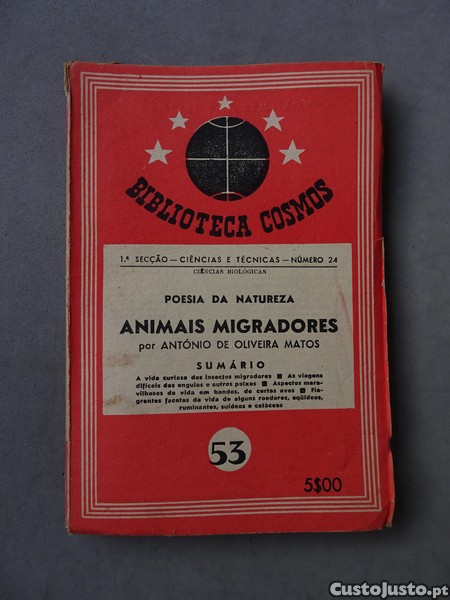 BIBLIOTECA COSMOS
1.ª SECÇÃO — CIÊNCIAS E TÉCNICAS — NÚMERO 24
CIÊNCIAS BIOLÓGICAS
POESIA DA NATUREZA
ANIMAIS MIGRADORES
por ANTÓNIO DE OLIVEIRA MATOS
SUMÁRIO
A vida curiosa dos insectos migradores ■ As viagens
difíceis das enguias e outros peixes ■ Aspectos mara-
vilhosos da vida em bandos, de certas aves ■ Fla-
grantes facetas da vida de alguns roedores, eqüídeos,
ruminantes, suídeos e cetáceos
53
5$00
CustoJusto.pt